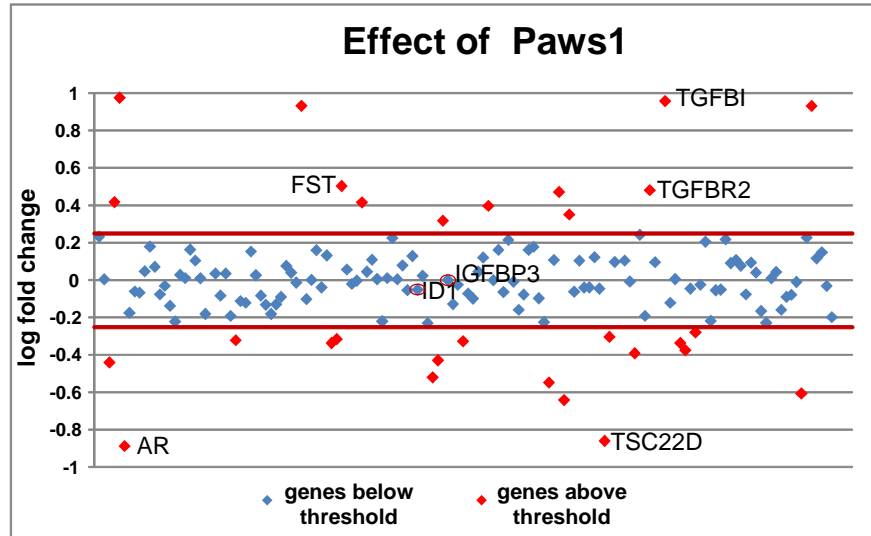 Effect of Paws1
log fold change
1
0.8
0.6
0.4
0.2
0
-0.2
-0.4
-0.6
-0.8
-1
TGFBI
FST
TGFBR2
IGFBP3
ID1
AR
TSC22D
genes below
threshold
genes above
threshold